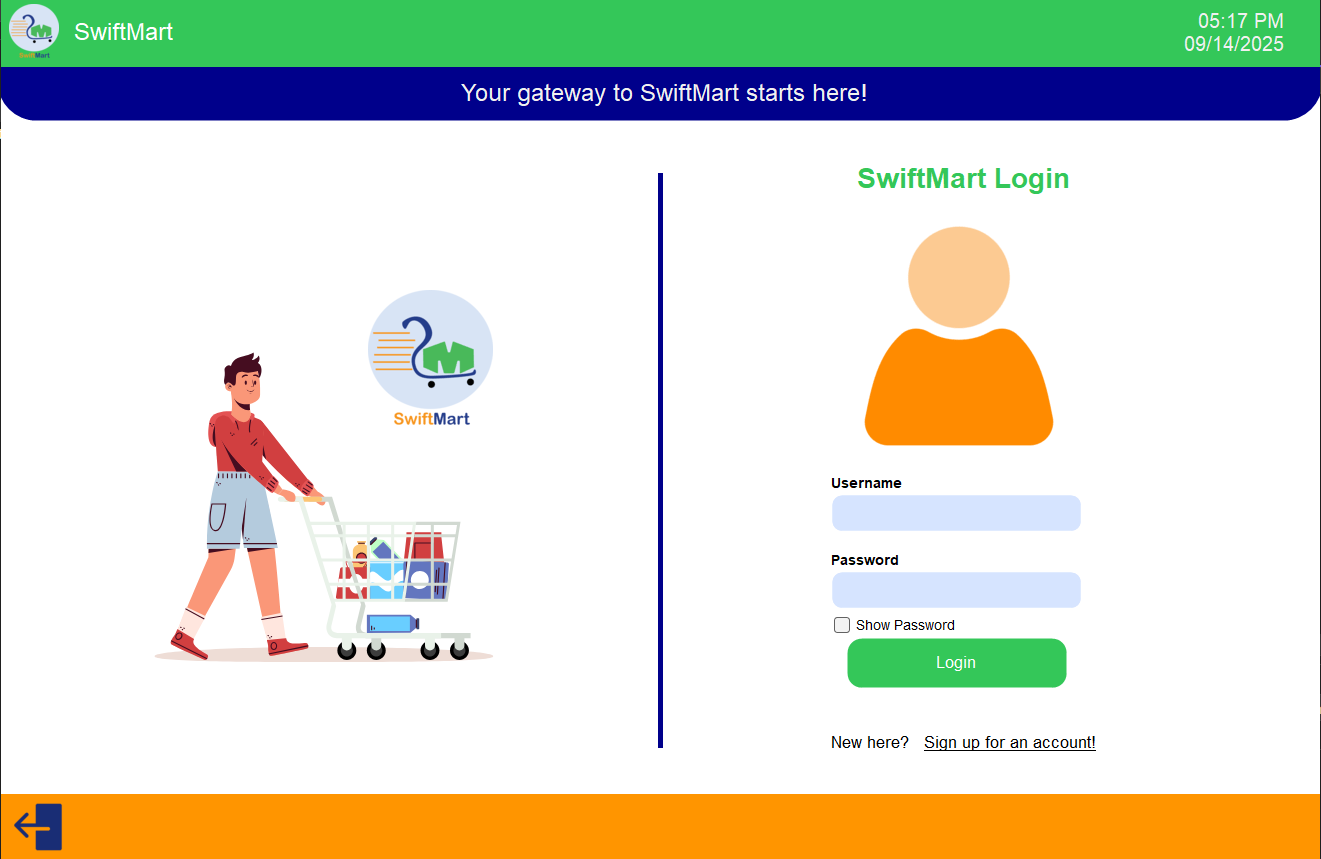 SwiftMart
SwiftMart
05:17 PM
09/14/2025
Your gateway to SwiftMart starts here!
SwiftMart Login
M
SwiftMart
Username
Password
Show Password
Login
New here? Sign up for an account!